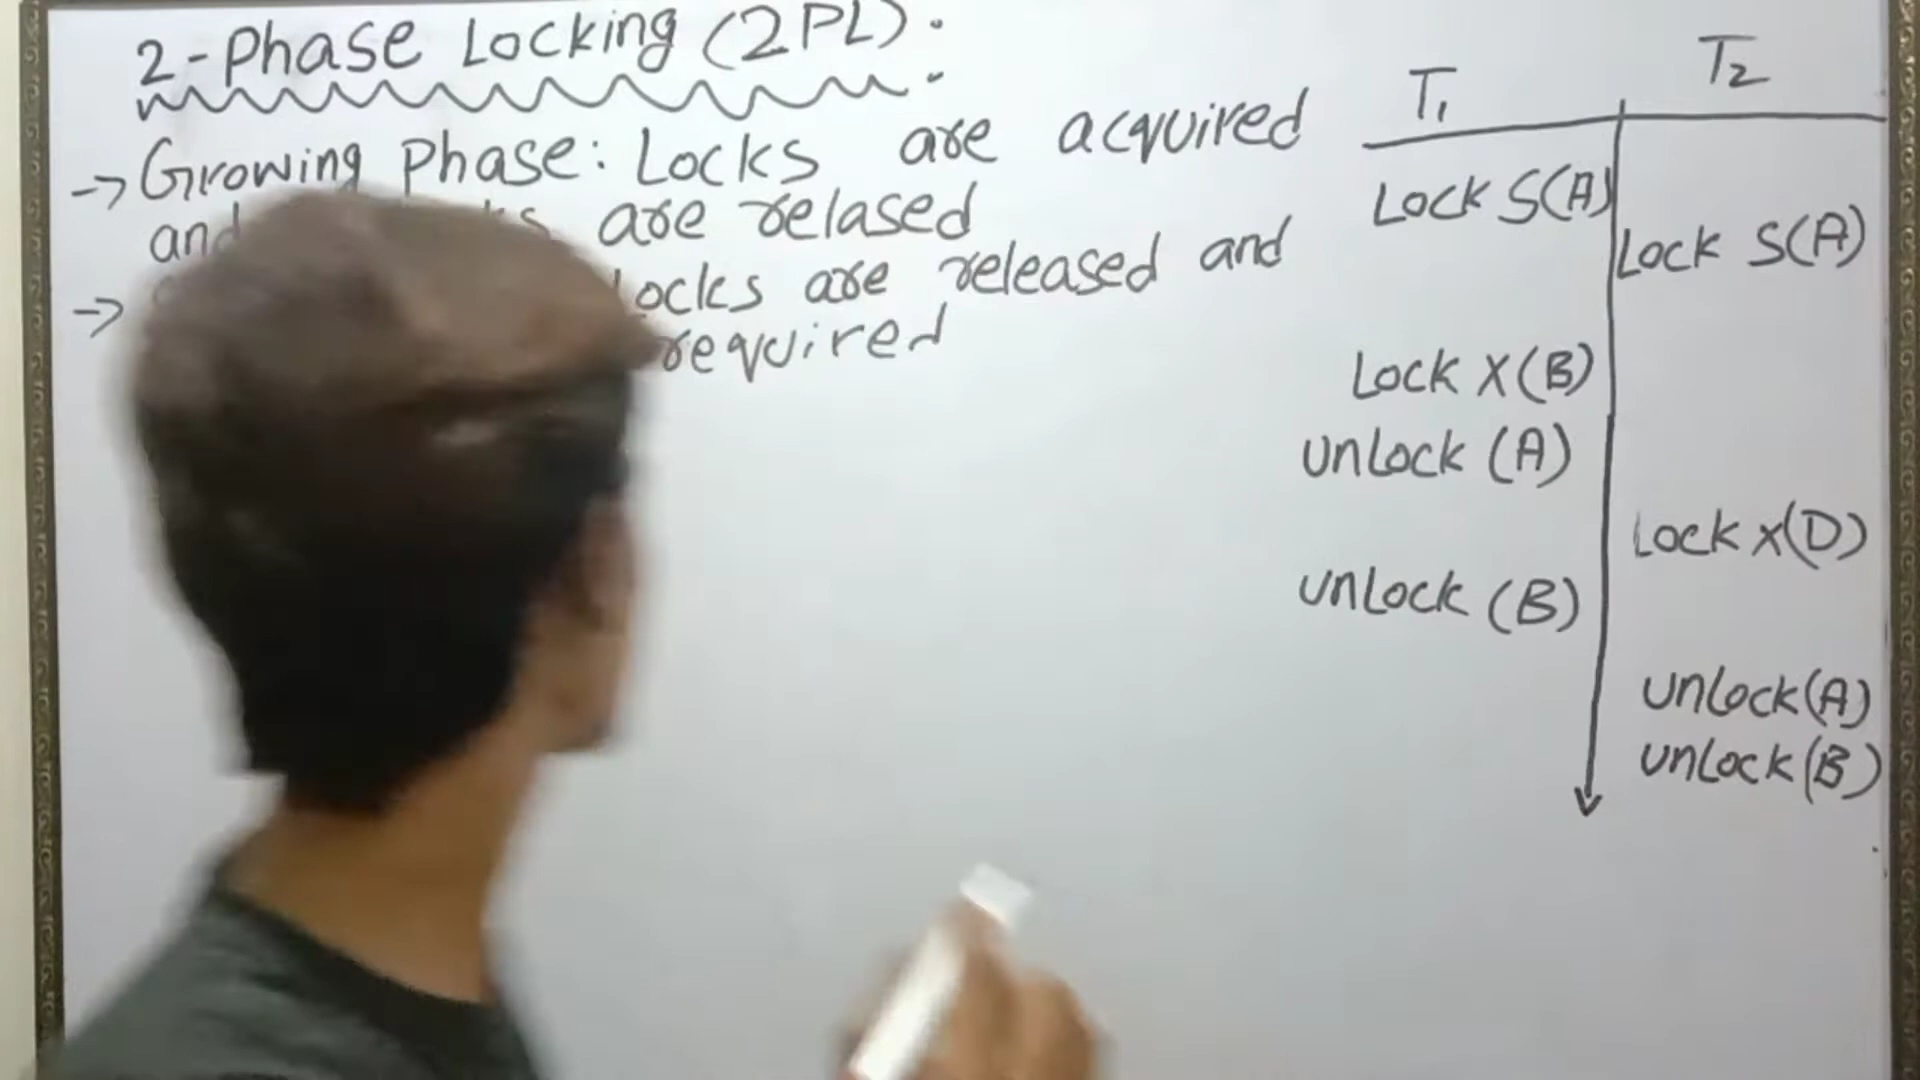 2-Phase Locking (2PL):
-> Growing Phase: Locks are acquired
and are relased
-> Locks are released and
required
T1 T2
Lock S(A)
Lock S(A)
Lock X(B)
Unlock (A)
Lock X(D)
Unlock (B)
Unlock(A)
Unlock(B)